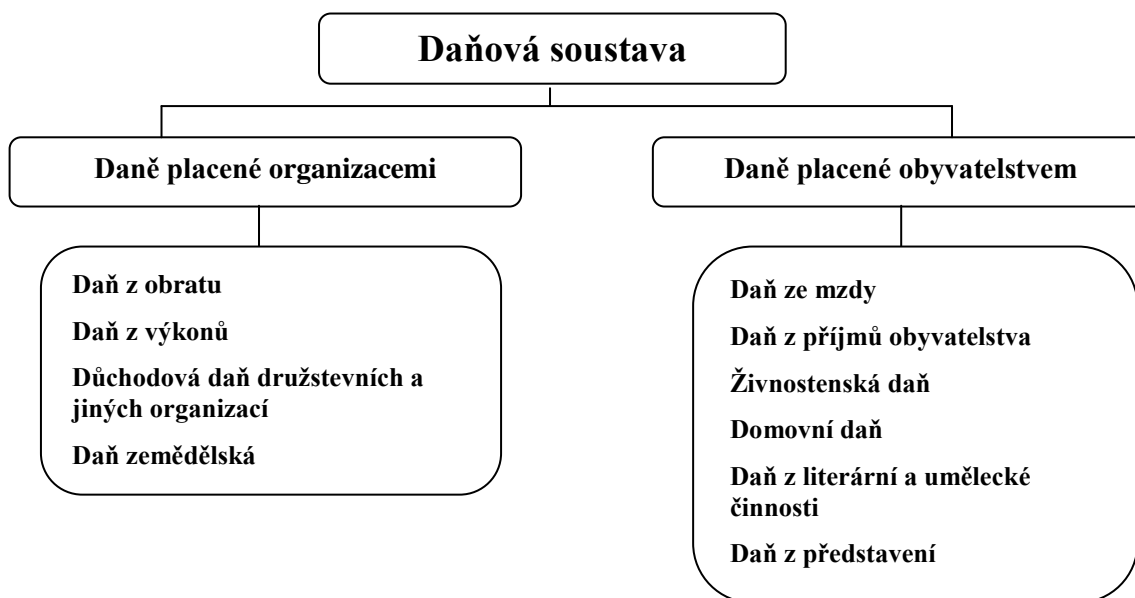 Daňová soustava
Daně placené organizacemi
Daně placené obyvatelstvem
Daň z obratu
Daň z výkonů
Důchodová daň družstevních a
jiných organizací
Daň zemědělská
Daň ze mzdy
Daň z příjmů obyvatelstva
Živnostenská daň
Domovní daň
Daň z literární a umělecké
činnosti
Daň z představení